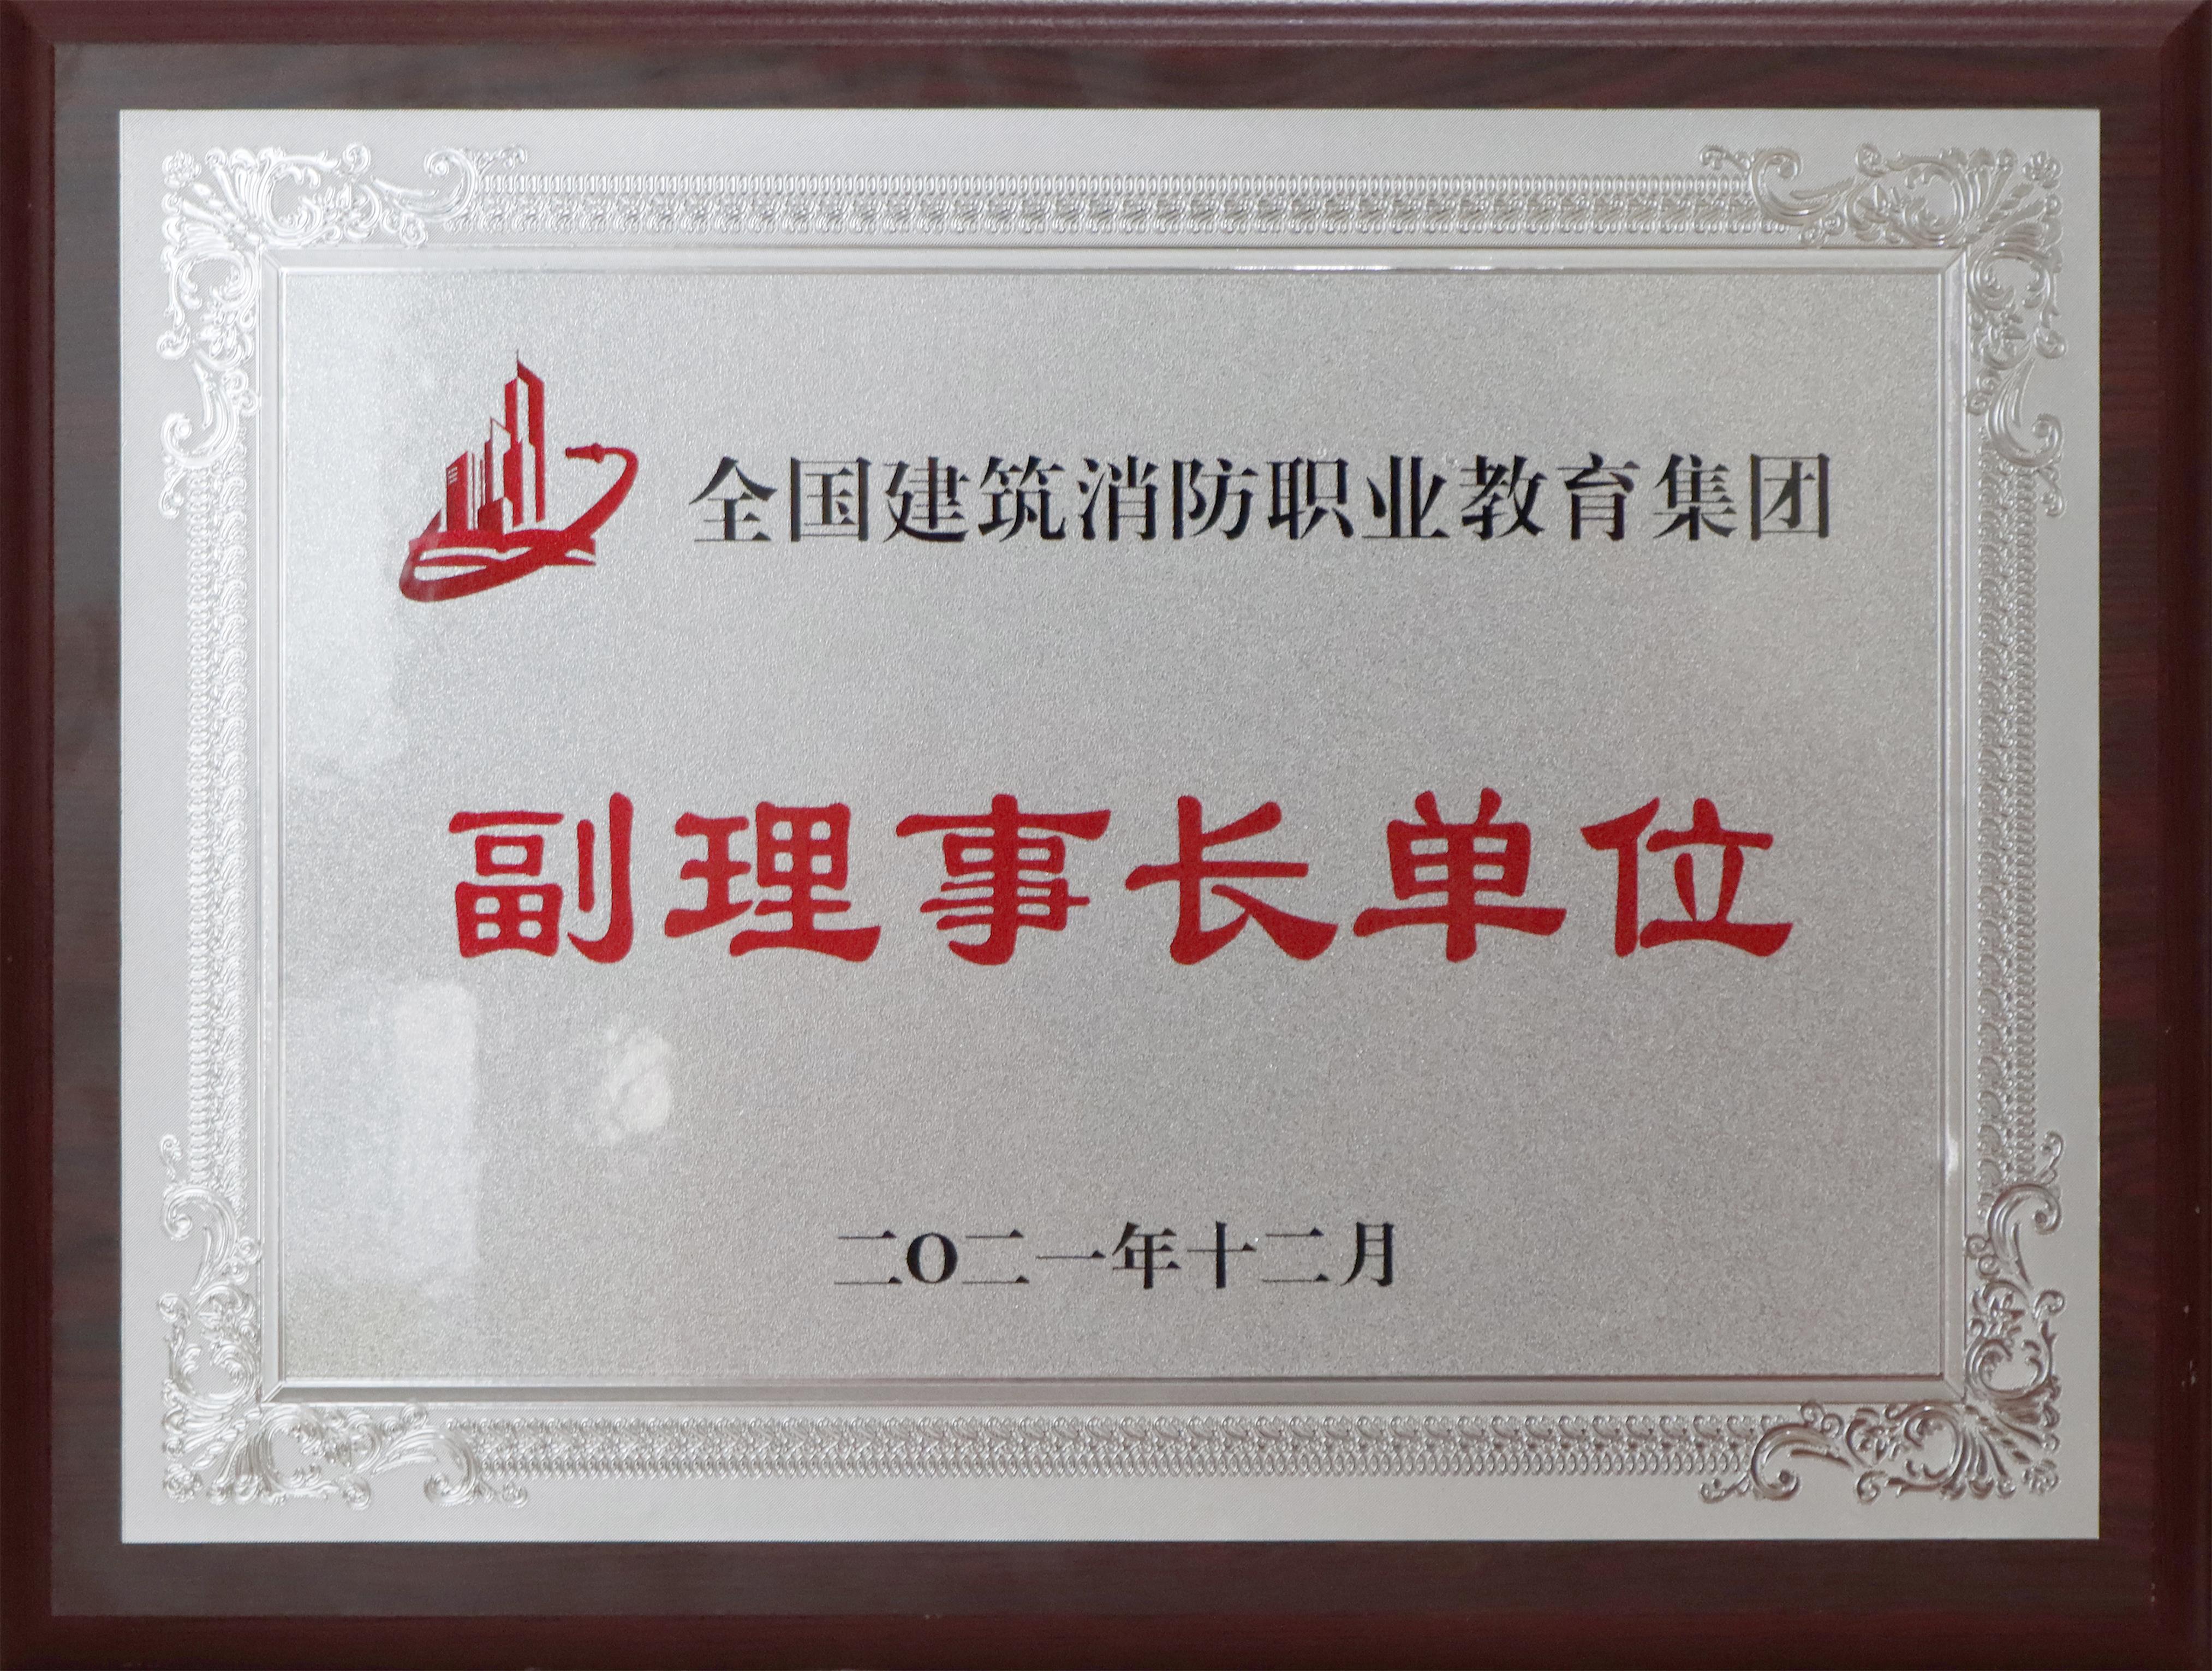 全国建筑消防职业教育集团
副理事长单位
二O二一年十二月